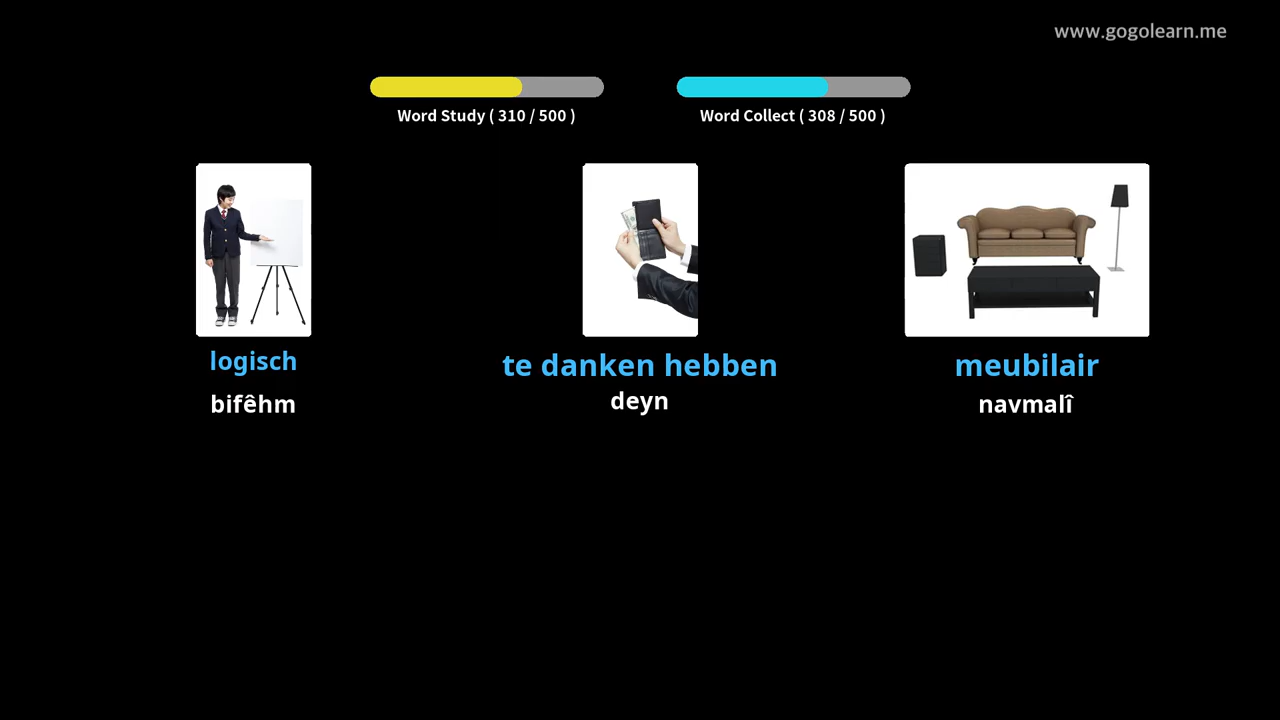 www.gogolearn.me
Word Study ( 310 / 500 )
Word Collect ( 308 / 500 )
logisch
bifêhm
te danken hebben
deyn
meubilair
navmalî